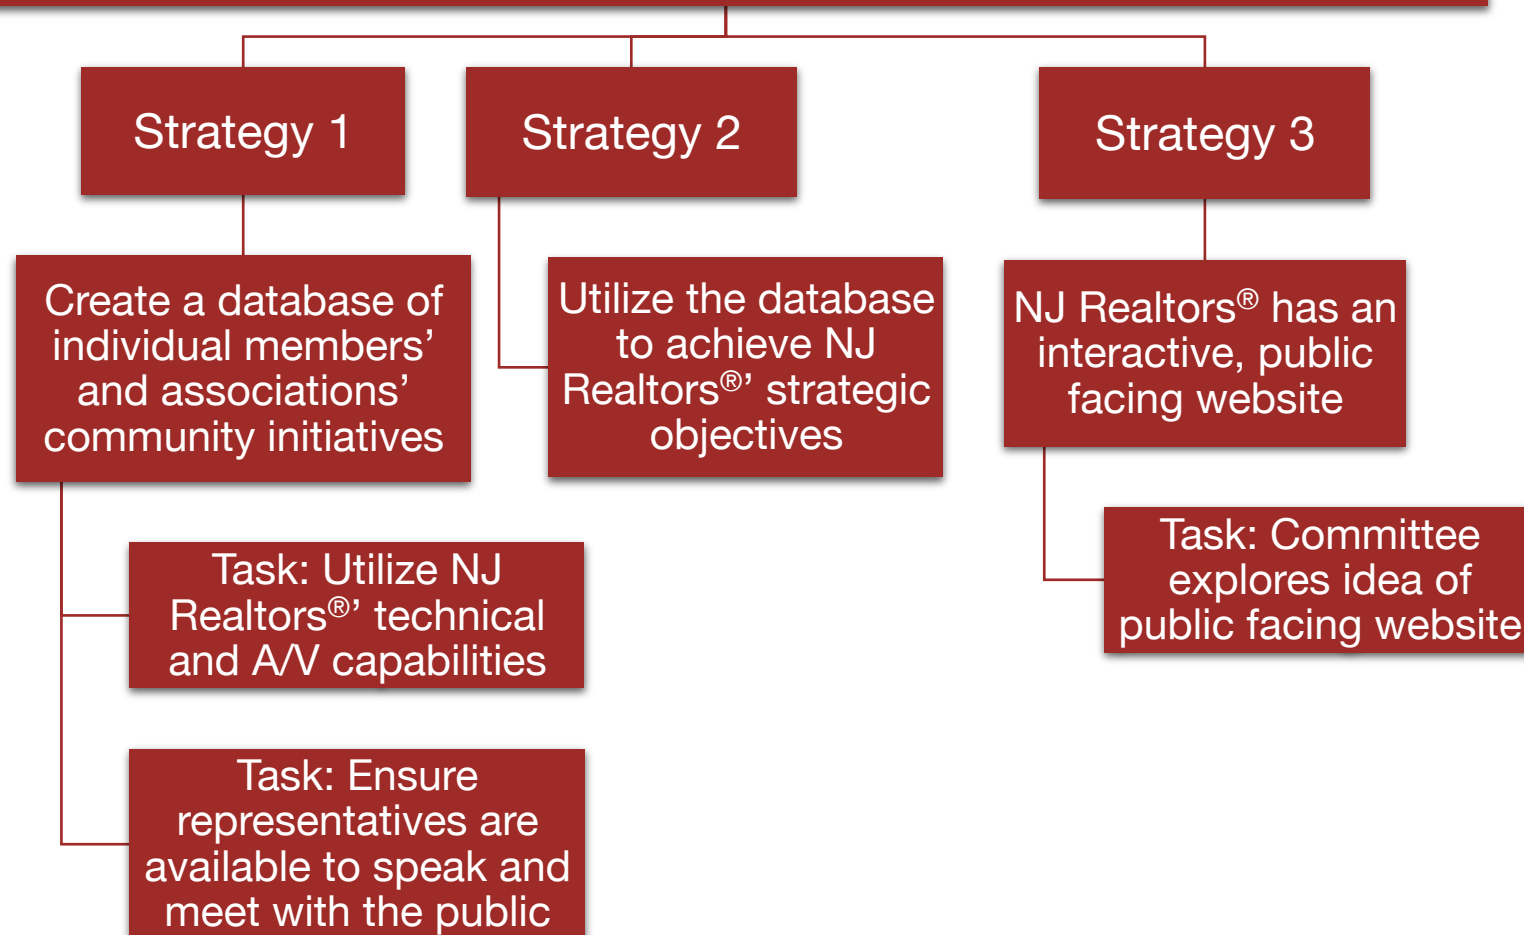 Strategy 1
Strategy 2
Strategy 3
Create a database of
individual members’
and associations’
community initiatives
Utilize the database
to achieve NJ
Realtors®’ strategic
objectives
NJ Realtors® has an
interactive, public
facing website
Task: Utilize NJ
Realtors®’ technical
and A/V capabilities
Task: Committee
explores idea of
public facing website
Task: Ensure
representatives are
available to speak and
meet with the public